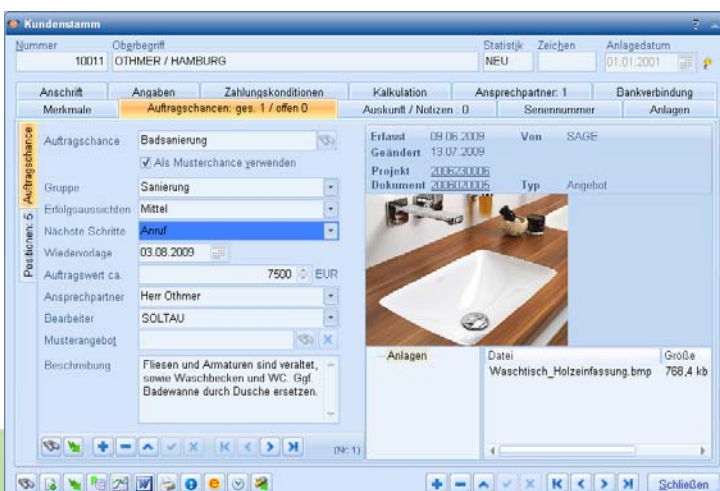 Kundenstamm
Nummer Oberbegriff Statistik Zeichen Anlagedatum
10011 OTHMER / HAMBURG NEU 01.01.2001
Anschrift Angaben Zahlungskonditionen Kalkulation Ansprechpartner: 1 Bankverbindung
Merkmale Auftragschancen: ges. 1 / offen 0 Auskunft / Notizen : 0 Seriennummer Anlagen
Auftragschance
Positionen: 5
Auftragschance Badsanierung
Als Musterchance verwenden
Gruppe Sanierung
Erfolgsaussichten Mittel
Nächste Schritte Anruf
Wiedervorlage 03.08.2009
Auftragswert ca. 7500 EUR
Ansprechpartner Herr Othmer
Bearbeiter SOLTAU
Musterangebot
Beschreibung Fliesen und Armaturen sind veraltet,
sowie Waschbecken und WC. Ggf.
Badewanne durch Dusche ersetzen.
(Nr: 1)
Erfasst 09.06.2009 Von SAGE
Geändert 13.07.2009
Projekt 2006230006
Dokument 2006020006 Typ Angebot
Anlagen
Datei Größe
Waschtisch_Holzeinfassung.bmp 768,4 kb
Schließen